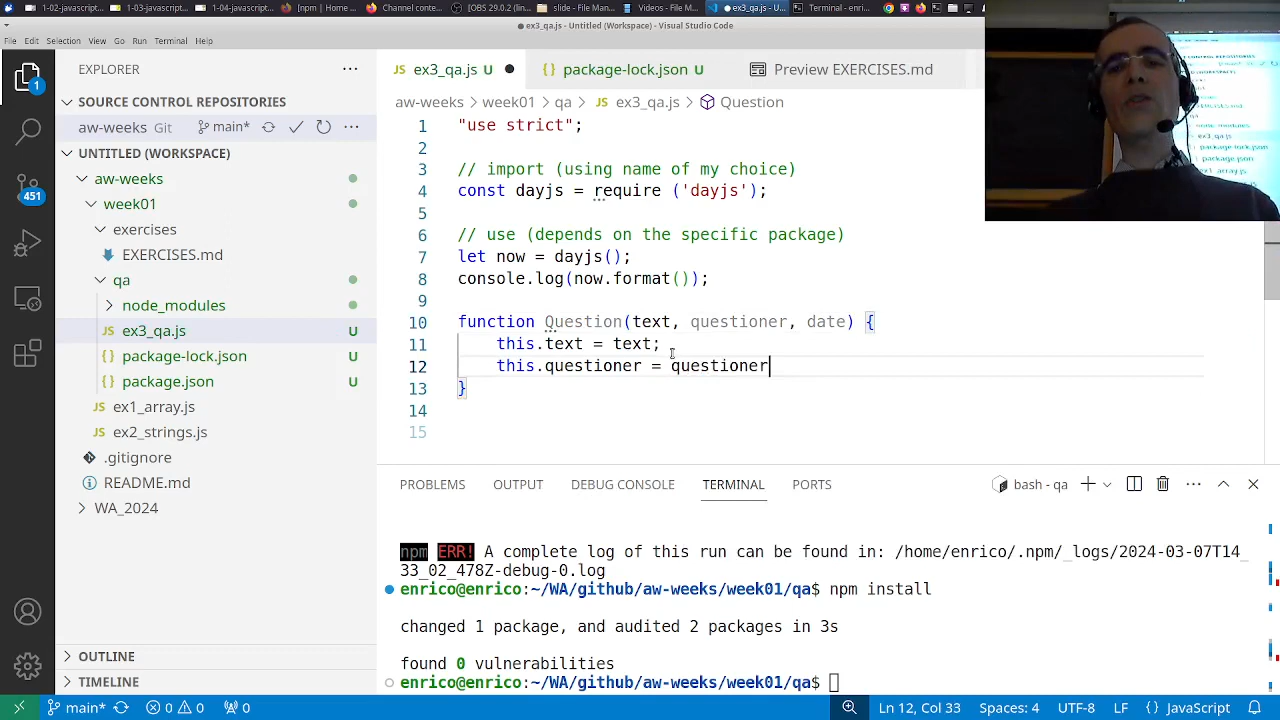 ex3_qa.js - Untitled (Workspace) - Visual Studio Code
File Edit Selection View Go Run Terminal Help
EXPLORER
ex3_qa.js U
package-lock.json U
Preview EXERCISES.md
SOURCE CONTROL REPOSITORIES
aw-weeks > week01 > qa > ex3_qa.js > Question
aw-weeks Git
main*
UNTITLED (WORKSPACE)
aw-weeks
week01
exercises
EXERCISES.md
qa
node_modules
ex3_qa.js U
package-lock.json U
package.json U
ex1_array.js
ex2_strings.js
.gitignore
README.md
WA_2024
OUTLINE
TIMELINE
1
451
1 "use strict";
2
3 // import (using name of my choice)
4 const dayjs = require ('dayjs');
5
6 // use (depends on the specific package)
7 let now = dayjs();
8 console.log(now.format());
9
10 function Question(text, questioner, date) {
11 this.text = text;
12 this.questioner = questioner
13 }
14
15
PROBLEMS OUTPUT DEBUG CONSOLE TERMINAL PORTS
bash - qa
npm ERR! A complete log of this run can be found in: /home/enrico/.npm/_logs/2024-03-07T14_
33_02_478Z-debug-0.log
enrico@enrico:~/WA/github/aw-weeks/week01/qa$ npm install
changed 1 package, and audited 2 packages in 3s
found 0 vulnerabilities
enrico@enrico:~/WA/github/aw-weeks/week01/qa$
main* 0 0 0 Ln 12, Col 33 Spaces: 4 UTF-8 LF JavaScript